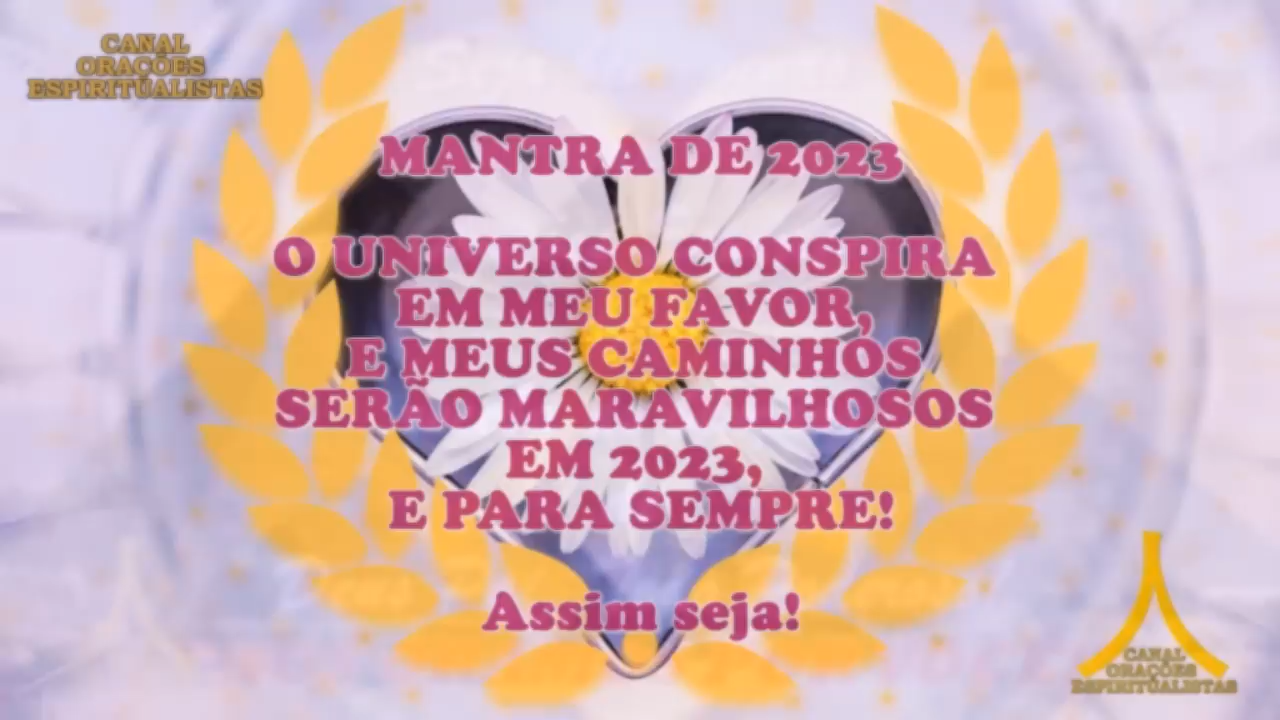 CANAL
ORAÇÕES
ESPIRITUALISTAS
MANTRA DE 2023
O UNIVERSO CONSPIRA
EM MEU FAVOR,
E MEUS CAMINHOS
SERÃO MARAVILHOSOS
EM 2023,
E PARA SEMPRE!
Assim seja!
CANAL
ORAÇÕES
ESPIRITUALISTAS